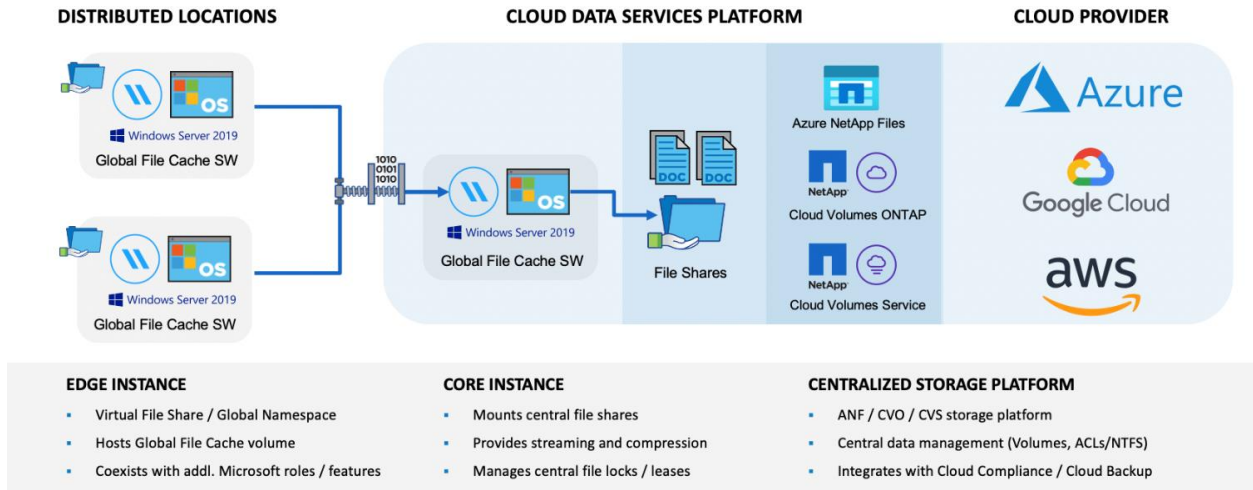 DISTRIBUTED LOCATIONS
CLOUD DATA SERVICES PLATFORM
CLOUD PROVIDER
OS
Windows Server 2019
Global File Cache SW
OS
Windows Server 2019
Global File Cache SW
1010
0101
1010
OS
Windows Server 2019
Global File Cache SW
DOC
DOC
File Shares
Azure NetApp Files
NetApp
Cloud Volumes ONTAP
NetApp
Cloud Volumes Service
Azure
Google Cloud
aws
EDGE INSTANCE
▪ Virtual File Share / Global Namespace
▪ Hosts Global File Cache volume
▪ Coexists with addl. Microsoft roles / features
CORE INSTANCE
▪ Mounts central file shares
▪ Provides streaming and compression
▪ Manages central file locks / leases
CENTRALIZED STORAGE PLATFORM
▪ ANF / CVO / CVS storage platform
▪ Central data management (Volumes, ACLs/NTFS)
▪ Integrates with Cloud Compliance / Cloud Backup